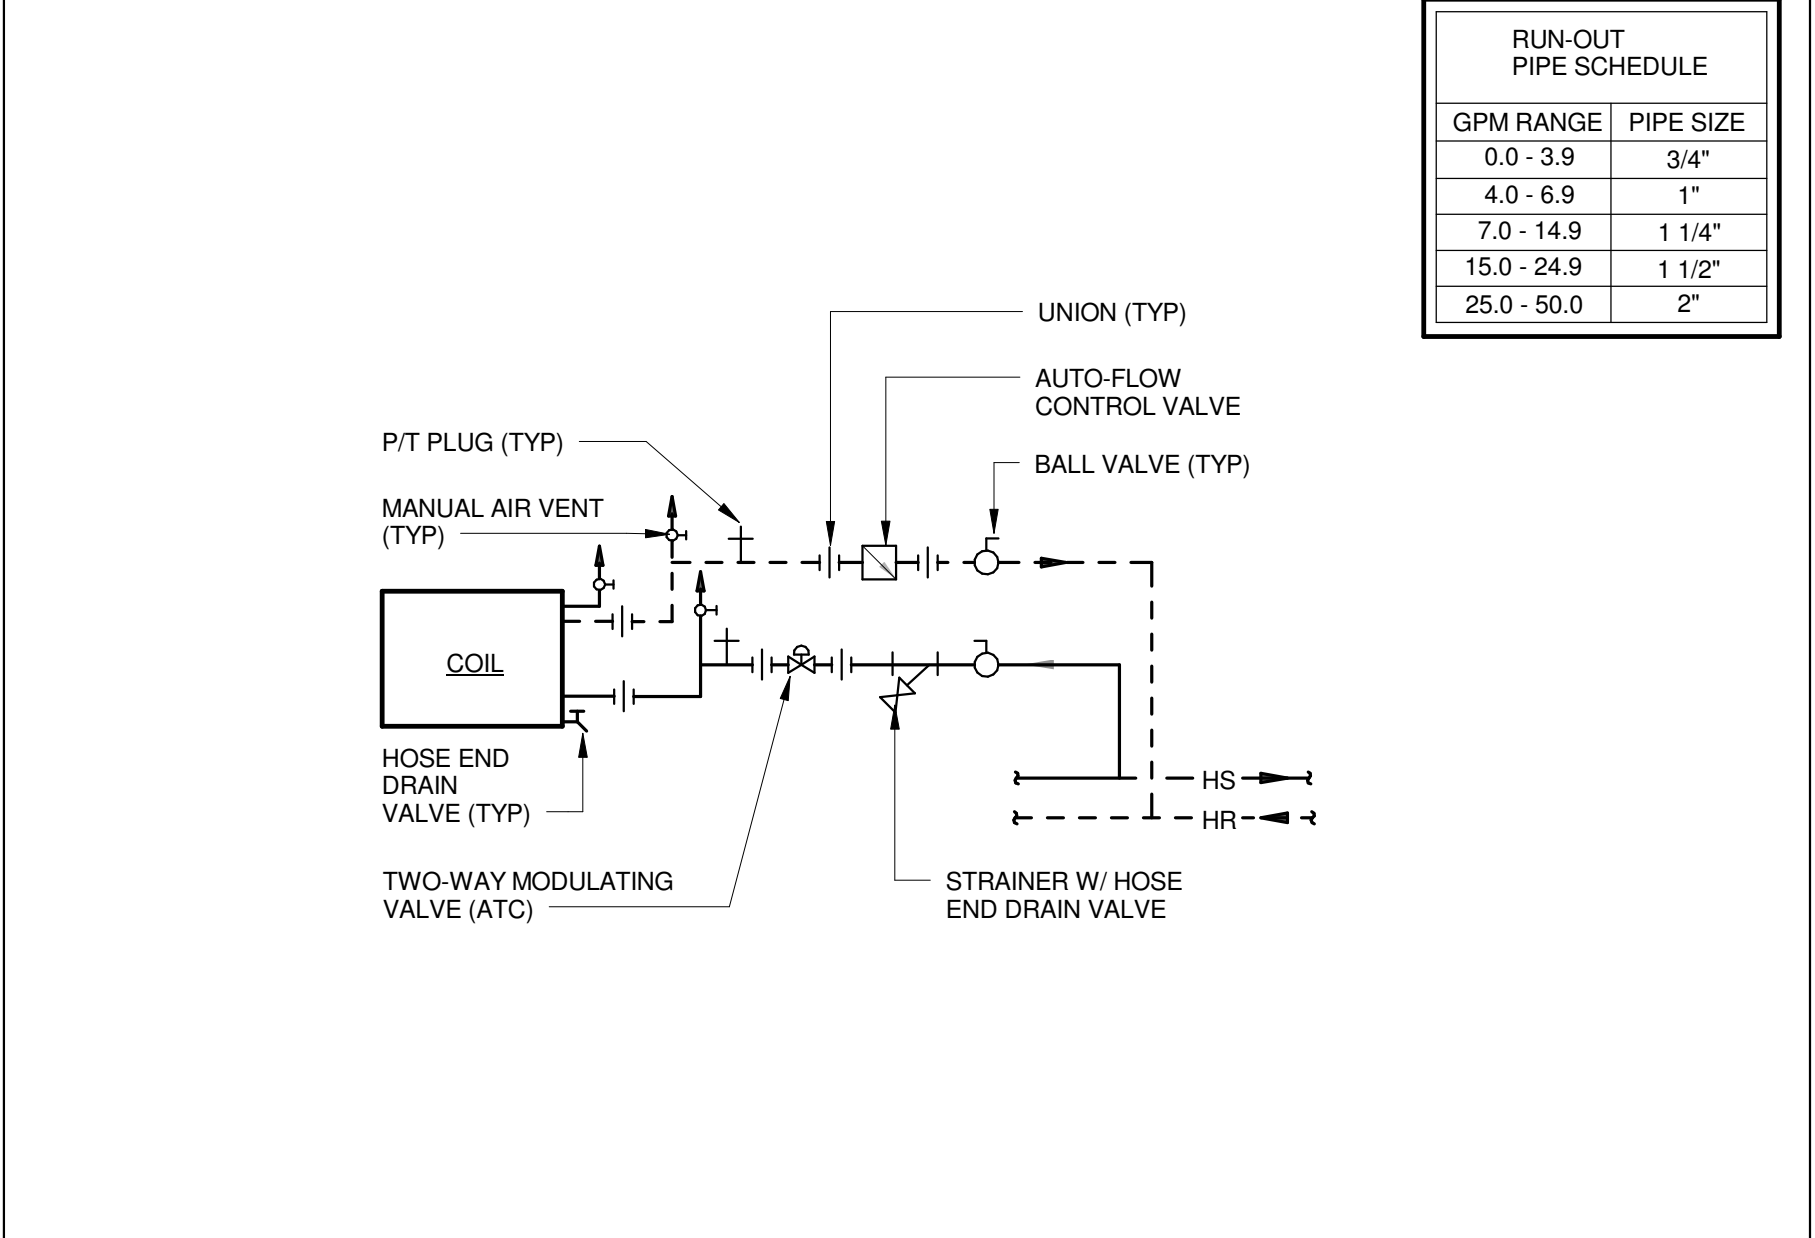 RUN-OUT
PIPE SCHEDULE
GPM RANGE PIPE SIZE
0.0 - 3.9 3/4"
4.0 - 6.9 1"
7.0 - 14.9 1 1/4"
15.0 - 24.9 1 1/2"
25.0 - 50.0 2"
UNION (TYP)
AUTO-FLOW
CONTROL VALVE
BALL VALVE (TYP)
P/T PLUG (TYP)
MANUAL AIR VENT
(TYP)
COIL
HOSE END
DRAIN
VALVE (TYP)
HS
HR
TWO-WAY MODULATING
VALVE (ATC)
STRAINER W/ HOSE
END DRAIN VALVE